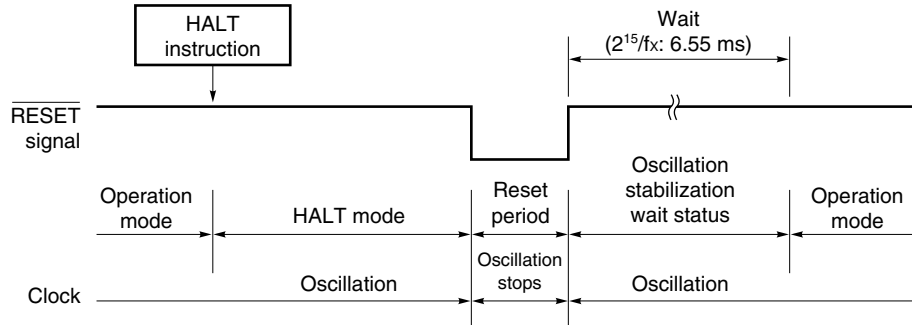 HALT
instruction
Wait
(2¹⁵/fX: 6.55 ms)
RESET
signal
Operation
mode
HALT mode
Reset
period
Oscillation
stabilization
wait status
Operation
mode
Clock
Oscillation
Oscillation
stops
Oscillation